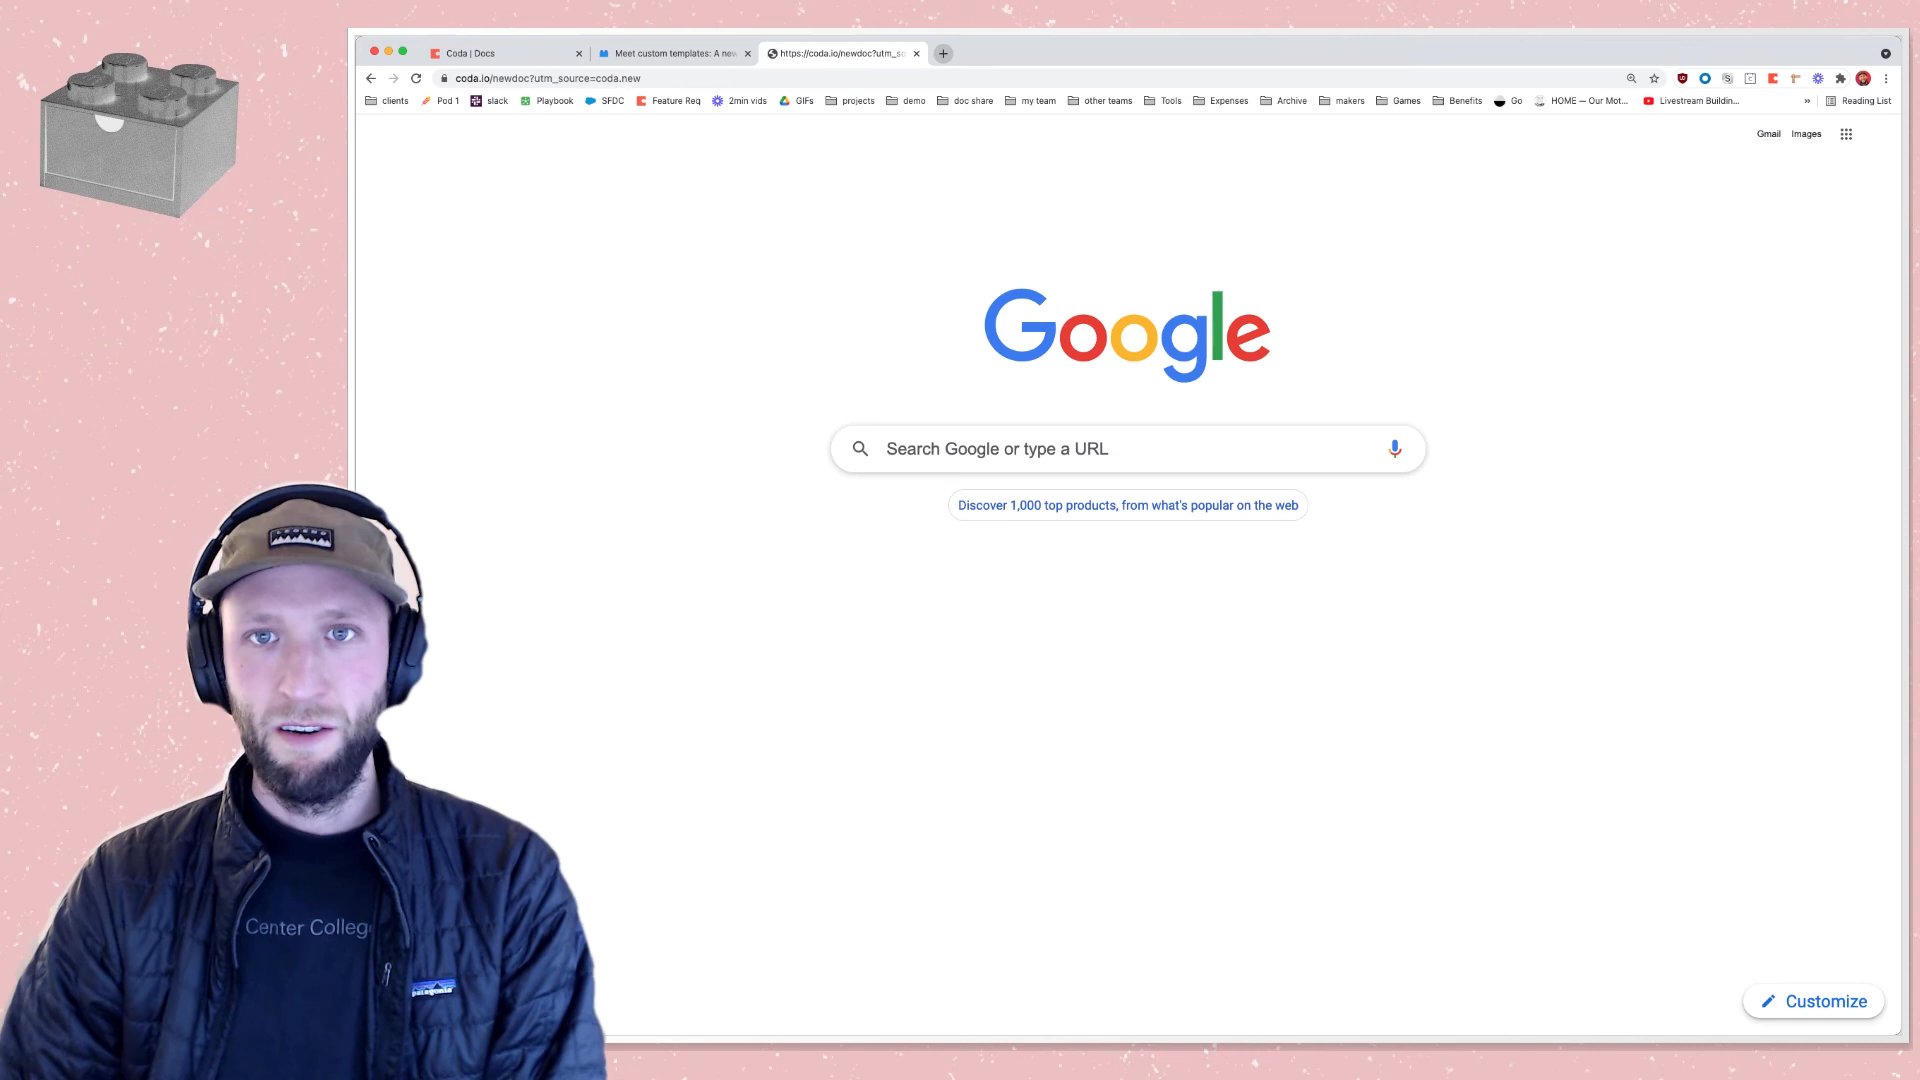 Coda | Docs
Meet custom templates: A new
https://coda.io/newdoc?utm_so
coda.io/newdoc?utm_source=coda.new
clients Pod 1 slack Playbook SFDC Feature Req 2min vids GIFs projects demo doc share my team other teams Tools Expenses Archive makers Games Benefits Go HOME — Our Mot... Livestream Buildin... » Reading List
Gmail Images
Google
Search Google or type a URL
Discover 1,000 top products, from what's popular on the web
Center Colleg
patagonia
Customize